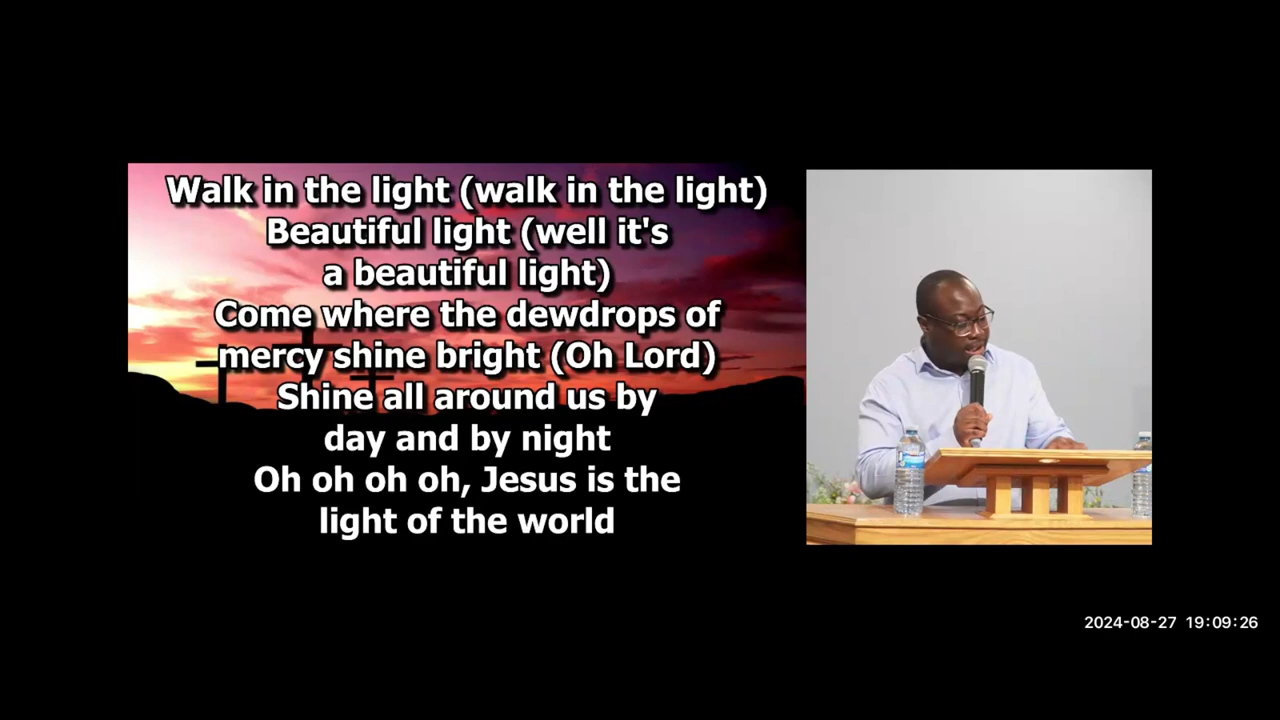 Walk in the light (walk in the light)
Beautiful light (well it's
a beautiful light)
Come where the dewdrops of
mercy shine bright (Oh Lord)
Shine all around us by
day and by night
Oh oh oh oh, Jesus is the
light of the world
2024-08-27 19:09:26